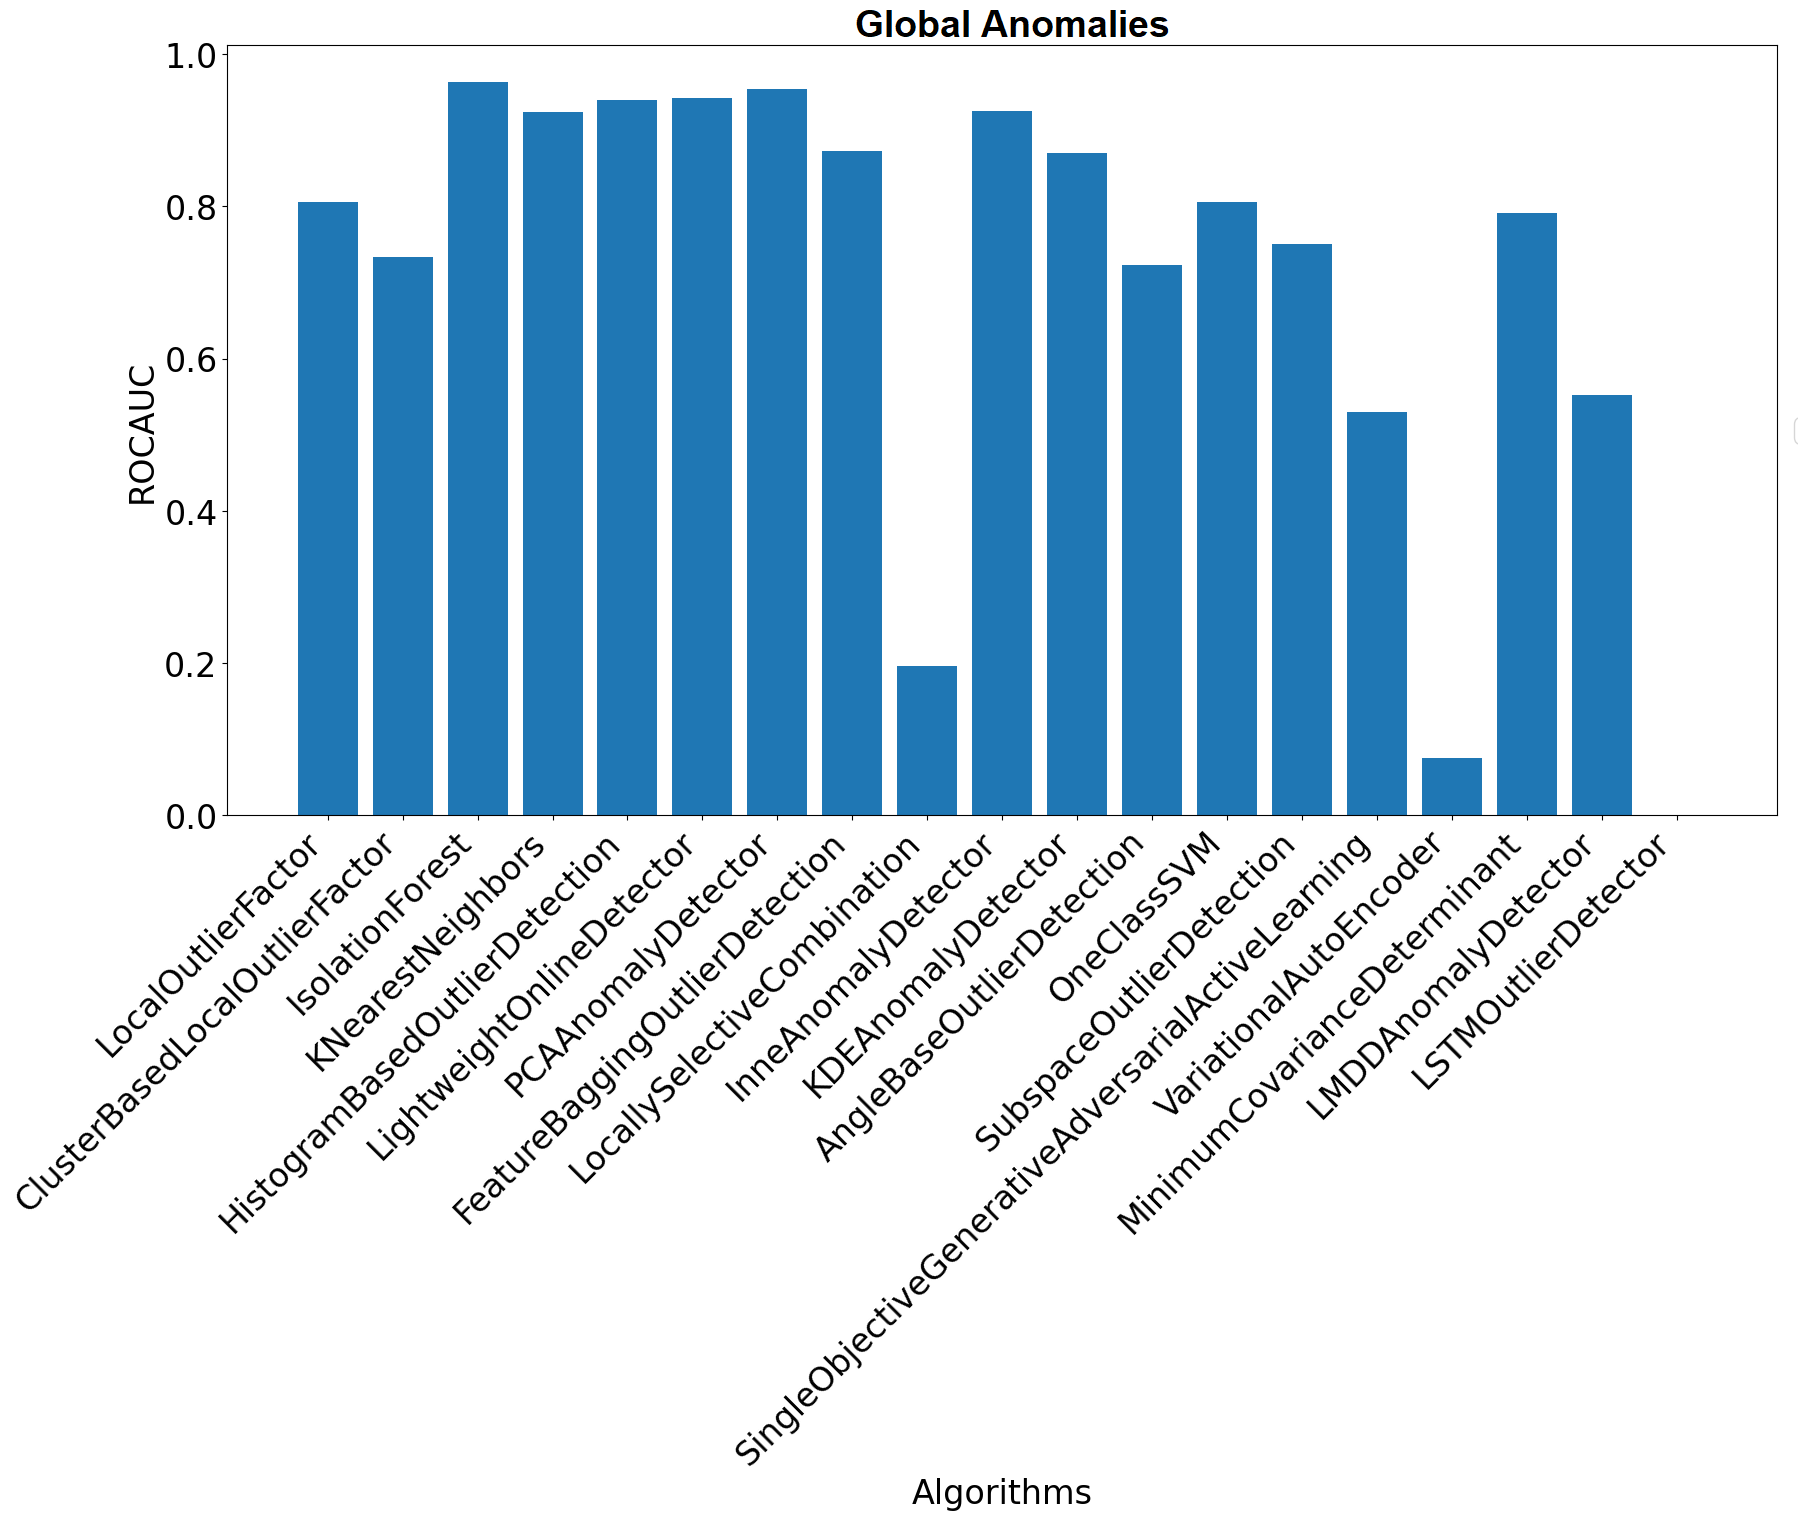 Global Anomalies
1.0
0.8
0.6
0.4
0.2
0.0
ROCAUC
LocalOutlierFactor
ClusterBasedLocalOutlierFactor
IsolationForest
KNearestNeighbors
HistogramBasedOutlierDetection
LightweightOnlineDetector
PCAAnomalyDetector
FeatureBaggingOutlierDetection
LocallySelectiveCombination
InneAnomalyDetector
KDEAnomalyDetector
AngleBaseOutlierDetection
OneClassSVM
SubspaceOutlierDetection
SingleObjectiveGenerativeAdversarialActiveLearning
VariationalAutoEncoder
MinimumCovarianceDeterminant
LMDDAnomalyDetector
LSTMOutlierDetector
Algorithms